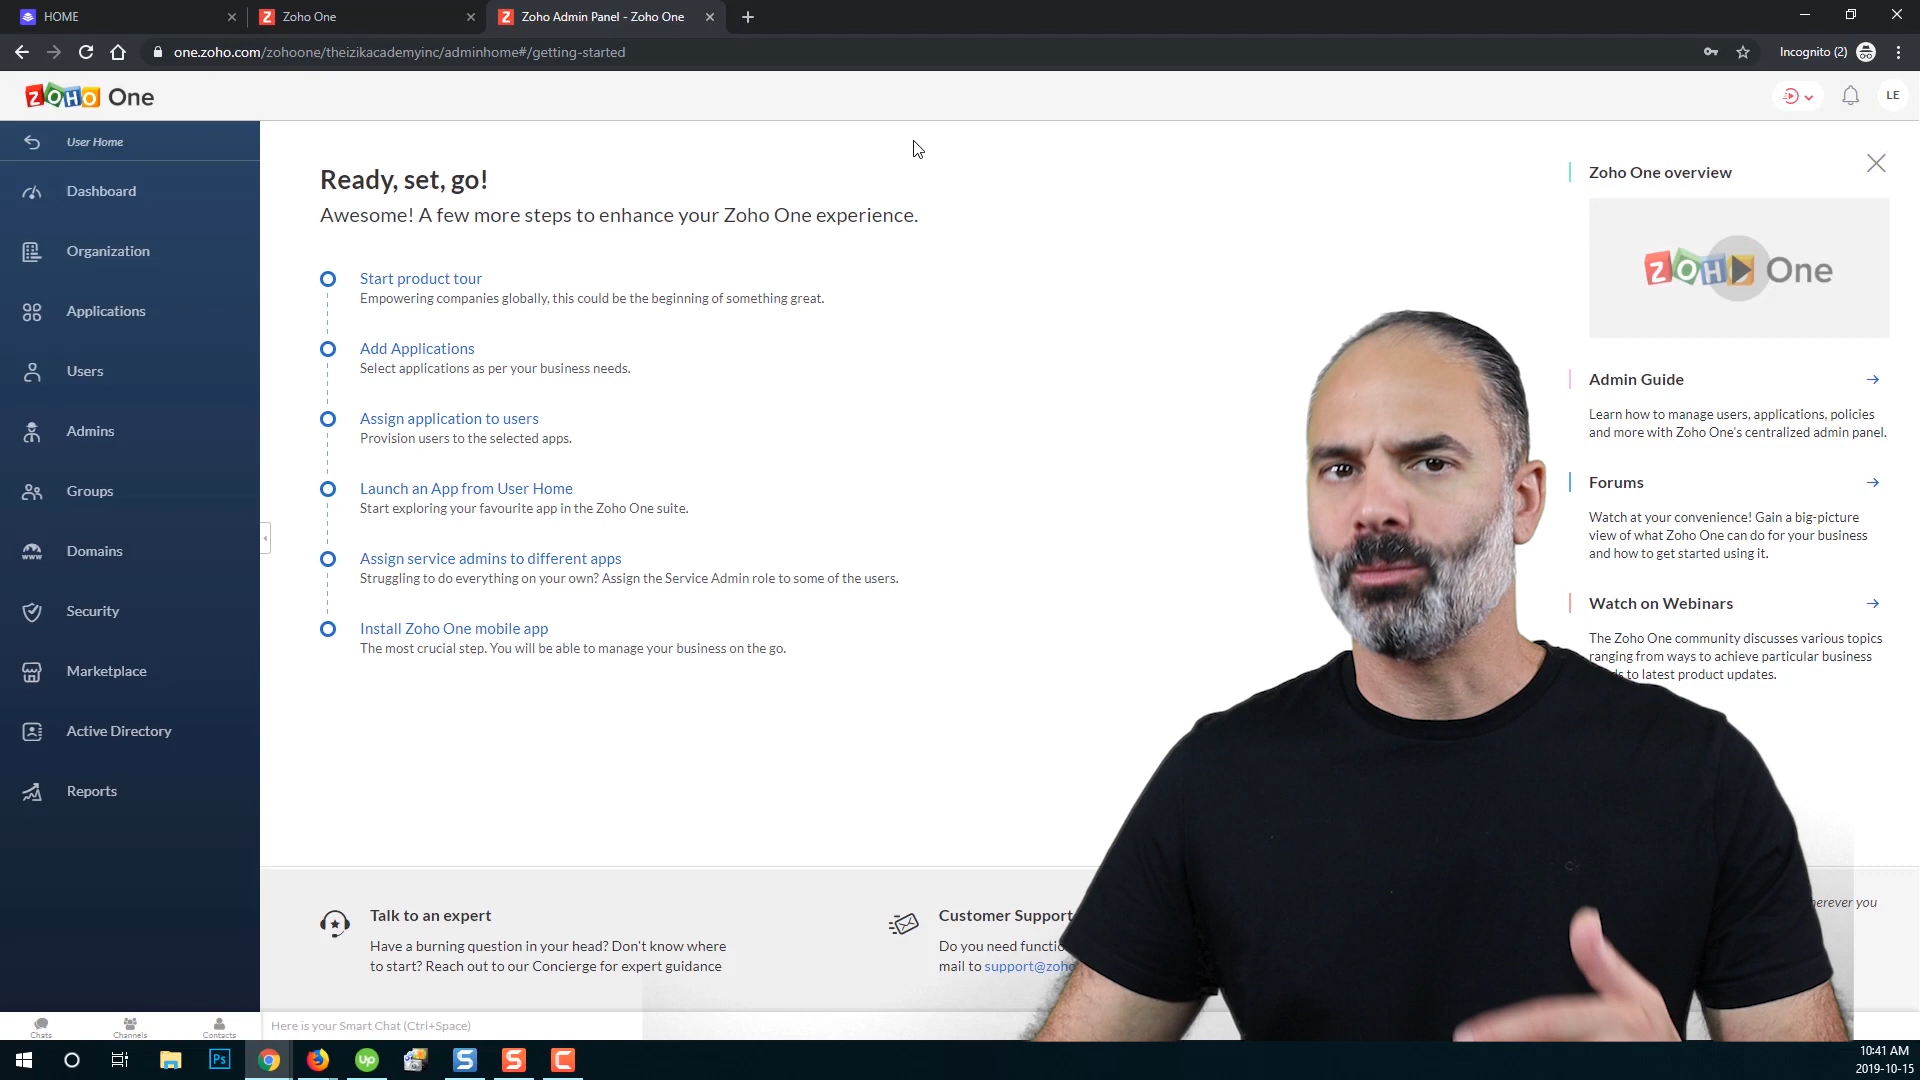 HOME
Zoho One
Zoho Admin Panel - Zoho One
one.zoho.com/zohoone/theizikacademyinc/adminhome#/getting-started
Incognito (2)
ZOHO One
LE
User Home
Dashboard
Organization
Applications
Users
Admins
Groups
Domains
Security
Marketplace
Active Directory
Reports
Ready, set, go!
Awesome! A few more steps to enhance your Zoho One experience.
Start product tour
Empowering companies globally, this could be the beginning of something great.
Add Applications
Select applications as per your business needs.
Assign application to users
Provision users to the selected apps.
Launch an App from User Home
Start exploring your favourite app in the Zoho One suite.
Assign service admins to different apps
Struggling to do everything on your own? Assign the Service Admin role to some of the users.
Install Zoho One mobile app
The most crucial step. You will be able to manage your business on the go.
Zoho One overview
ZOHO One
Admin Guide
Learn how to manage users, applications, policies
and more with Zoho One's centralized admin panel.
Forums
Watch at your convenience! Gain a big-picture
view of what Zoho One can do for your business
and how to get started using it.
Watch on Webinars
The Zoho One community discusses various topics
ranging from ways to achieve particular business
to latest product updates.
Talk to an expert
Have a burning question in your head? Don't know where
to start? Reach out to our Concierge for expert guidance
Customer Support
Do you need
mail to support@zoho
you
Chats
Channels
Contacts
Here is your Smart Chat (Ctrl+Space)
Ps
up
S
S
C
10:41 AM
2019-10-15